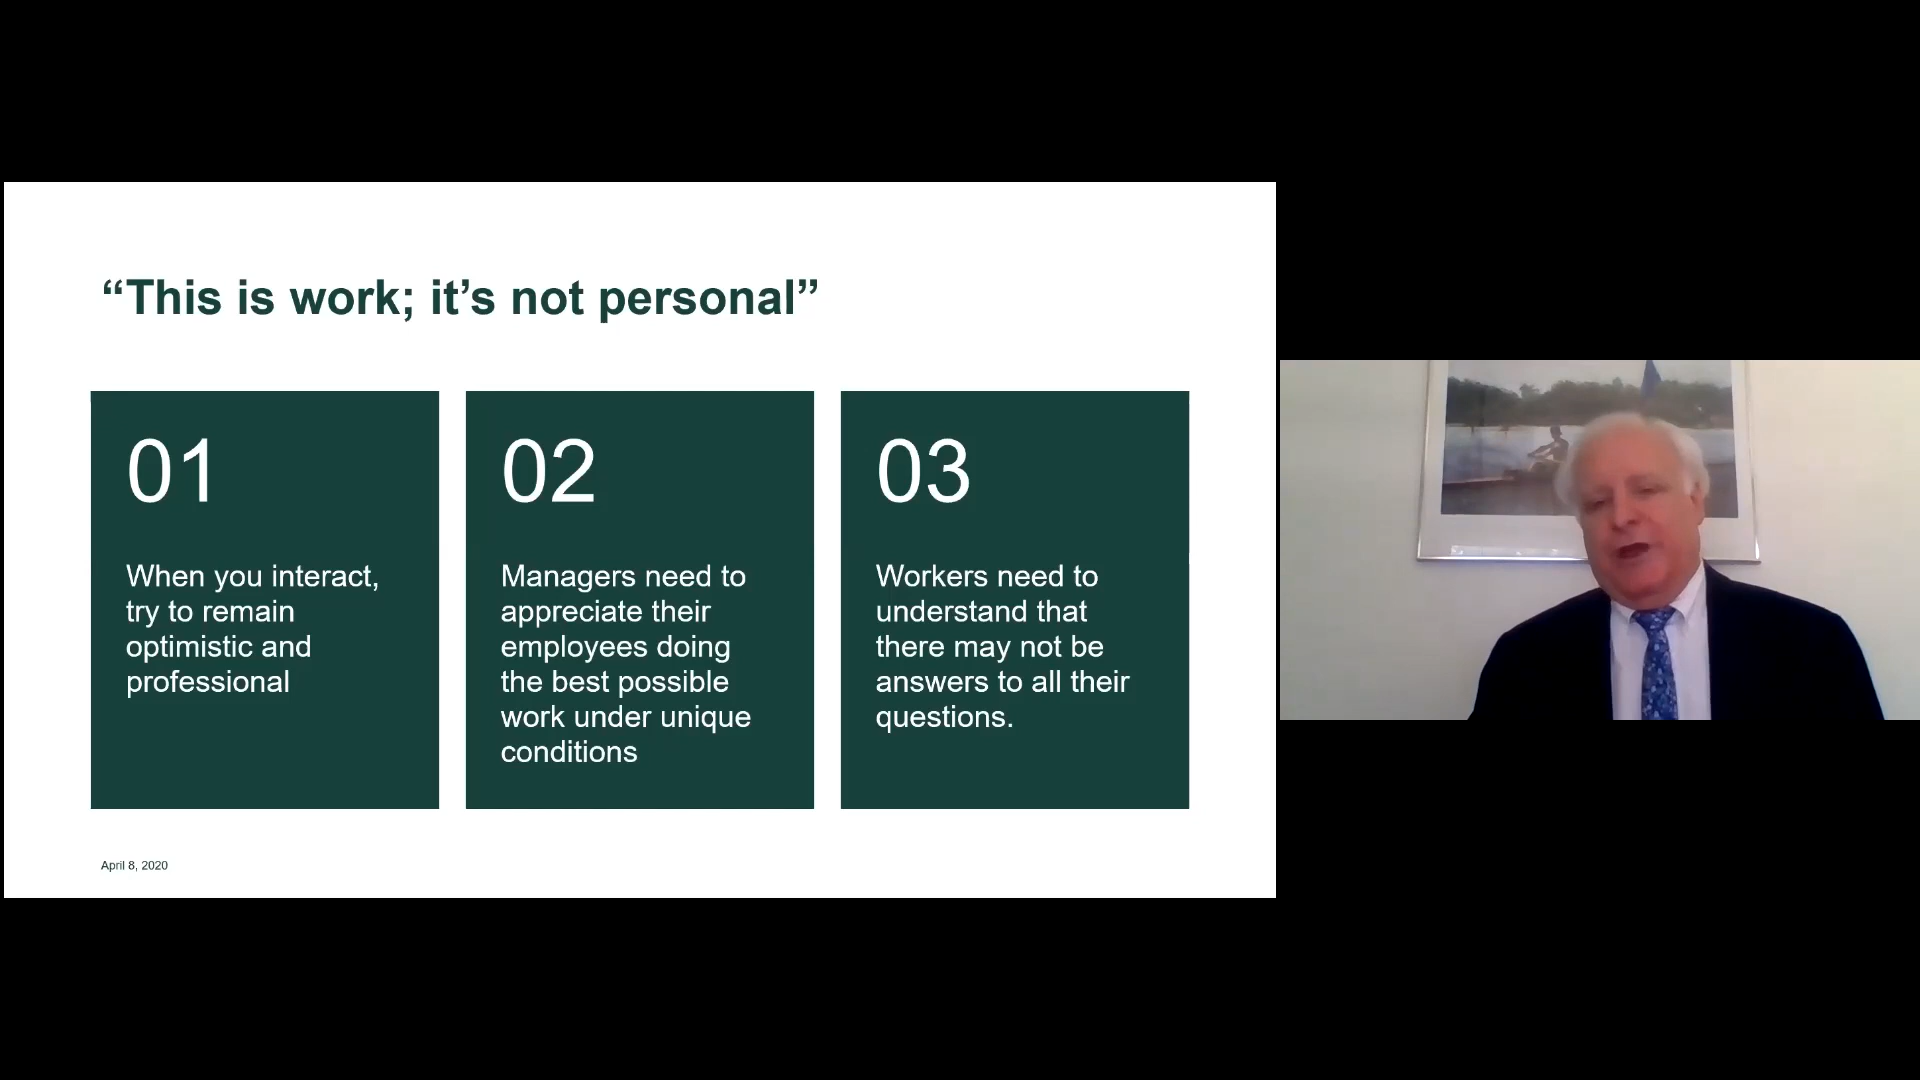 “This is work; it’s not personal”
01
When you interact,
try to remain
optimistic and
professional
02
Managers need to
appreciate their
employees doing
the best possible
work under unique
conditions
03
Workers need to
understand that
there may not be
answers to all their
questions.
April 8, 2020